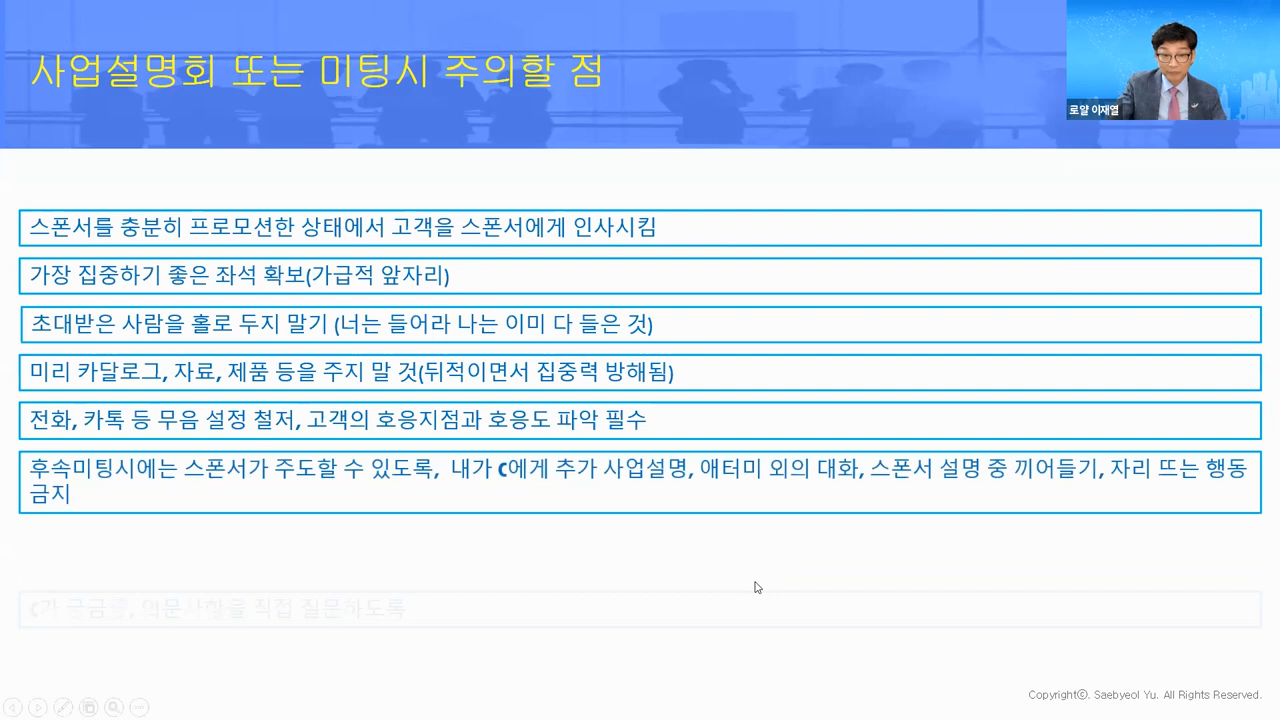 사업설명회 또는 미팅시 주의할 점
로얄 이재열
스폰서를 충분히 프로모션한 상태에서 고객을 스폰서에게 인사시킴
가장 집중하기 좋은 좌석 확보(가급적 앞자리)
초대받은 사람을 홀로 두지 말기 (너는 들어라 나는 이미 다 들은 것)
미리 카달로그, 자료, 제품 등을 주지 말 것(뒤적이면서 집중력 방해됨)
전화, 카톡 등 무음 설정 철저, 고객의 호응지점과 호응도 파악 필수
후속미팅시에는 스폰서가 주도할 수 있도록, 내가 C에게 추가 사업설명, 애터미 외의 대화, 스폰서 설명 중 끼어들기, 자리 뜨는 행동
금지
직접 질문하도록
Copyrightⓒ. Saebyeol Yu. All Rights Reserved.